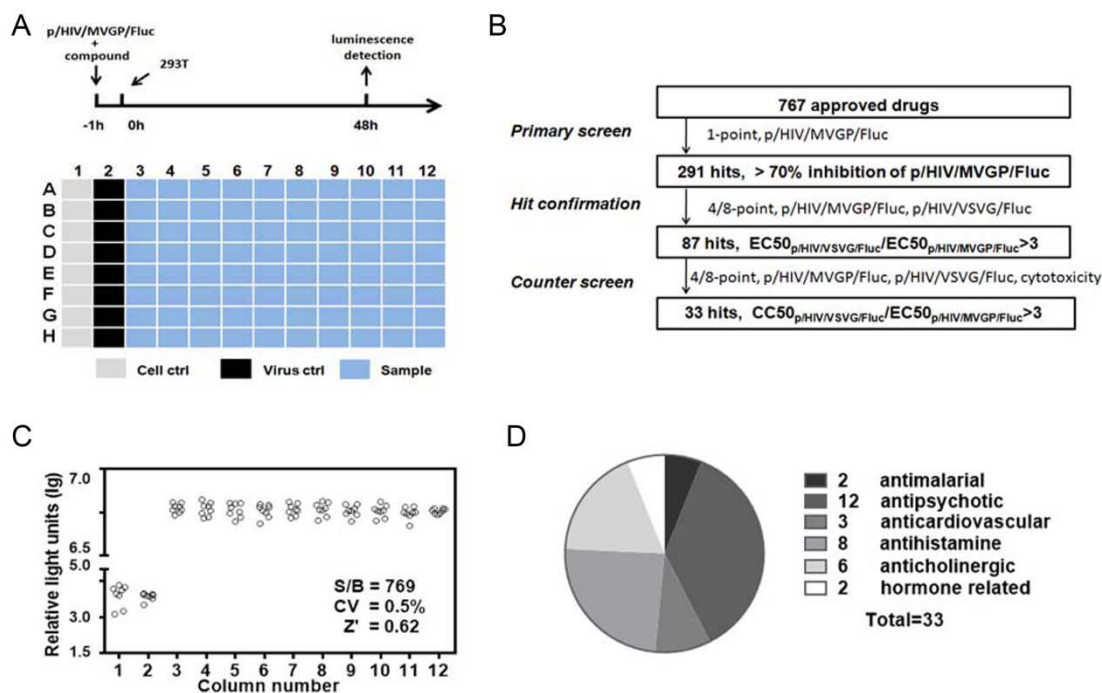 A
p/HIV/MVGP/Fluc
+
compound
293T
luminescence
detection
-1h
0h
48h
1 2 3 4 5 6 7 8 9 10 11 12
A
B
C
D
E
F
G
H
Cell ctrl Virus ctrl Sample
B
767 approved drugs
Primary screen
1-point, p/HIV/MVGP/Fluc
291 hits, > 70% inhibition of p/HIV/MVGP/Fluc
Hit confirmation
4/8-point, p/HIV/MVGP/Fluc, p/HIV/VSVG/Fluc
87 hits, EC50p/HIV/VSVG/Fluc/EC50p/HIV/MVGP/Fluc>3
Counter screen
4/8-point, p/HIV/MVGP/Fluc, p/HIV/VSVG/Fluc, cytotoxicity
33 hits, CC50p/HIV/VSVG/Fluc/EC50p/HIV/MVGP/Fluc>3
C
Relative light units (lg)
7.0
6.5
5.0
3.0
1.5
S/B = 769
CV = 0.5%
Z' = 0.62
1 2 3 4 5 6 7 8 9 10 11 12
Column number
D
2 antimalarial
12 antipsychotic
3 anticardiovascular
8 antihistamine
6 anticholinergic
2 hormone related
Total=33